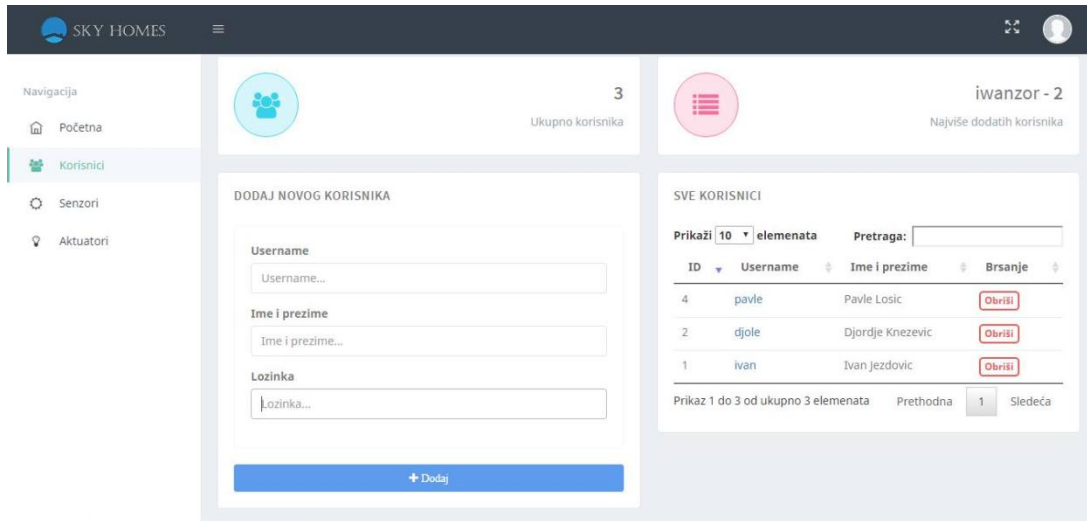 SKY HOMES
Navigacija
Početna
Korisnici
Senzori
Aktuatori
3
Ukupno korisnika
iwanzor - 2
Najviše dodatih korisnika
DODAJ NOVOG KORISNIKA
Username
Username...
Ime i prezime
Ime i prezime...
Lozinka
Lozinka...
+ Dodaj
SVE KORISNICI
Prikaži 10 elemenata Pretraga:
ID Username Ime i prezime Brsanje
4 pavle Pavle Losic Obriši
2 djole Djordje Knezevic Obriši
1 ivan Ivan Jezdovic Obriši
Prikaz 1 do 3 od ukupno 3 elemenata Prethodna 1 Sledeća